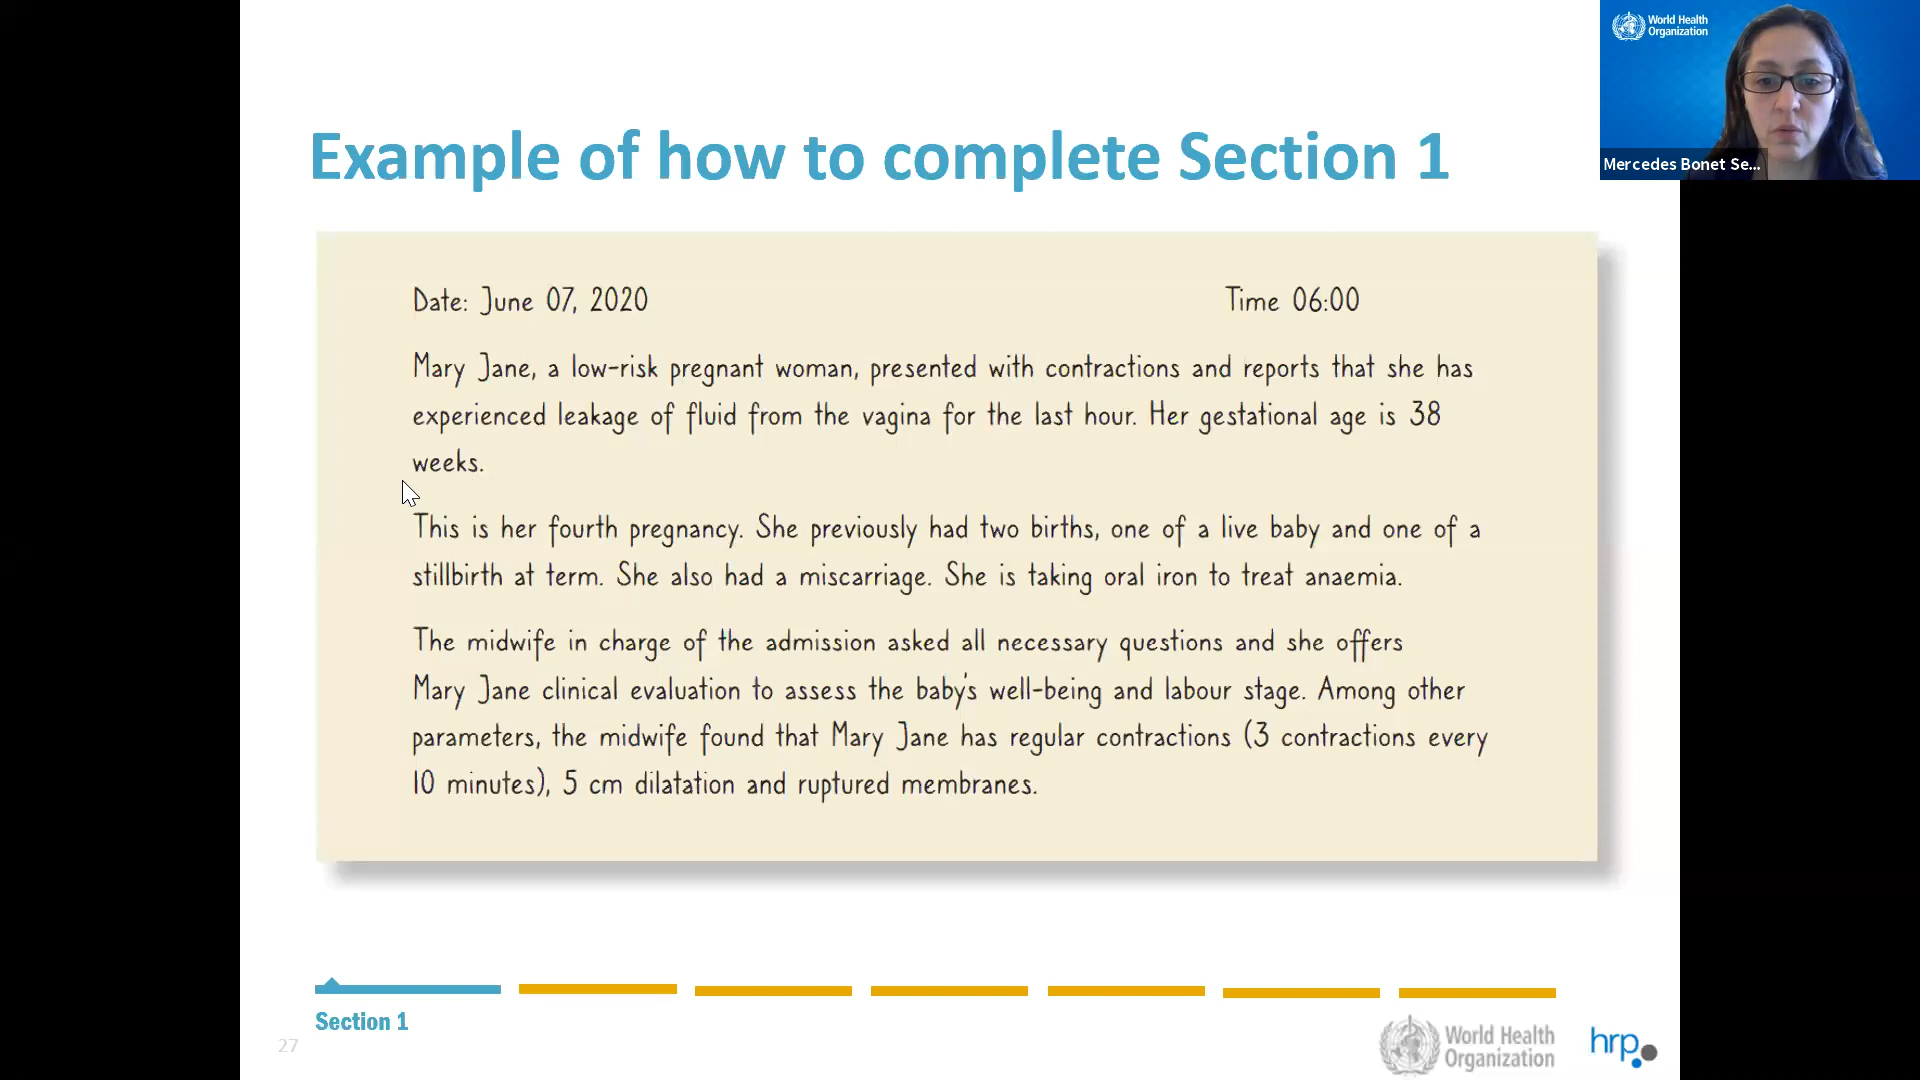 World Health
Organization
Mercedes Bonet Se...
Example of how to complete Section 1
Date: June 07, 2020 Time 06:00
Mary Jane, a low-risk pregnant woman, presented with contractions and reports that she has
experienced leakage of fluid from the vagina for the last hour. Her gestational age is 38
weeks.
This is her fourth pregnancy. She previously had two births, one of a live baby and one of a
stillbirth at term. She also had a miscarriage. She is taking oral iron to treat anaemia.
The midwife in charge of the admission asked all necessary questions and she offers
Mary Jane clinical evaluation to assess the baby's well-being and labour stage. Among other
parameters, the midwife found that Mary Jane has regular contractions (3 contractions every
10 minutes), 5 cm dilatation and ruptured membranes.
Section 1
27
World Health
Organization
hrp